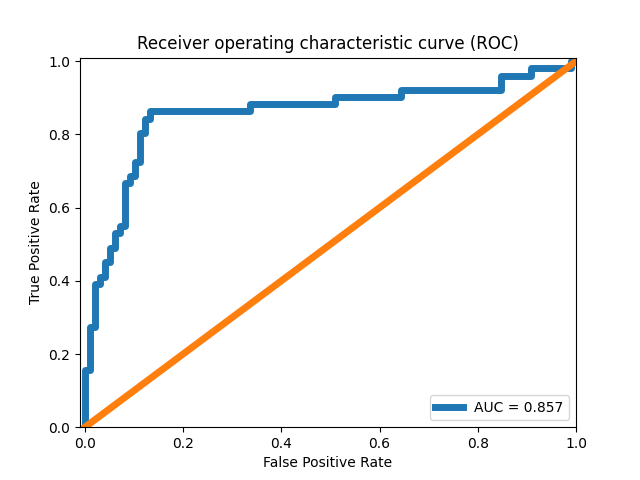 Receiver operating characteristic curve (ROC)
1.0
0.8
0.6
0.4
0.2
0.0
True Positive Rate
AUC = 0.857
0.0 0.2 0.4 0.6 0.8 1.0
False Positive Rate